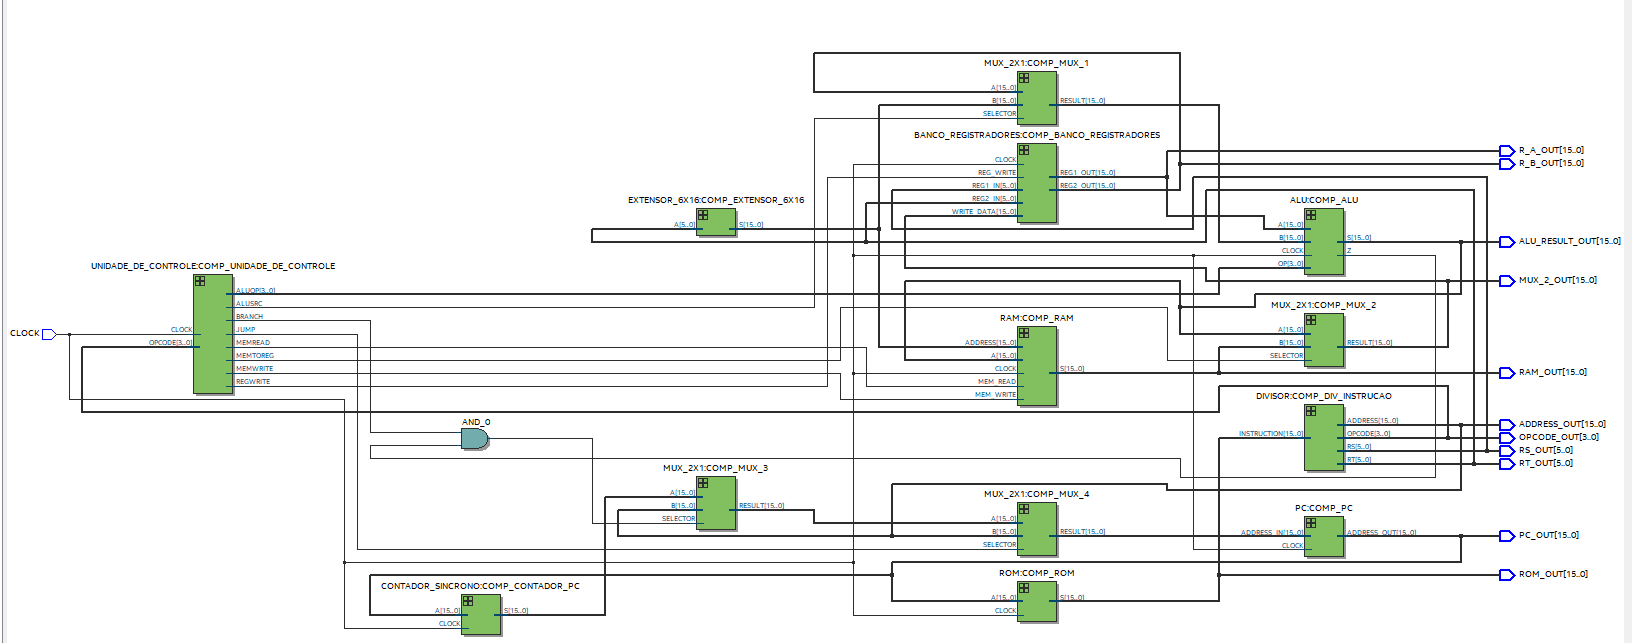 MUX_2X1:COMP_MUX_1
A[15..0]
B[15..0]
SELECTOR
RESULT[15..0]
BANCO_REGISTRADORES:COMP_BANCO_REGISTRADORES
CLOCK
REG_WRITE
REG1_IN[5..0]
REG2_IN[5..0]
WRITE_DATA[15..0]
REG1_OUT[15..0]
REG2_OUT[15..0]
R_A_OUT[15..0]
R_B_OUT[15..0]
EXTENSOR_6X16:COMP_EXTENSOR_6X16
A[5..0]
S[15..0]
ALU:COMP_ALU
A[15..0]
B[15..0]
CLOCK
OP[3..0]
S[15..0]
Z
ALU_RESULT_OUT[15..0]
UNIDADE_DE_CONTROLE:COMP_UNIDADE_DE_CONTROLE
CLOCK
CLOCK
OPCODE[3..0]
ALUOP[3..0]
ALUSRC
BRANCH
JUMP
MEMREAD
MEMTOREG
MEMWRITE
REGWRITE
MUX_2_OUT[15..0]
MUX_2X1:COMP_MUX_2
A[15..0]
B[15..0]
SELECTOR
RESULT[15..0]
RAM:COMP_RAM
ADDRESS[15..0]
A[15..0]
CLOCK
MEM_READ
MEM_WRITE
S[15..0]
RAM_OUT[15..0]
DIVISOR:COMP_DIV_INSTRUCAO
INSTRUCTION[15..0]
ADDRESS[15..0]
OPCODE[3..0]
RS[5..0]
RT[5..0]
ADDRESS_OUT[15..0]
OPCODE_OUT[3..0]
RS_OUT[5..0]
RT_OUT[5..0]
AND_0
MUX_2X1:COMP_MUX_3
A[15..0]
B[15..0]
SELECTOR
RESULT[15..0]
MUX_2X1:COMP_MUX_4
A[15..0]
B[15..0]
SELECTOR
RESULT[15..0]
PC:COMP_PC
ADDRESS_IN[15..0]
CLOCK
ADDRESS_OUT[15..0]
PC_OUT[15..0]
ROM:COMP_ROM
A[15..0]
CLOCK
S[15..0]
ROM_OUT[15..0]
CONTADOR_SINCRONO:COMP_CONTADOR_PC
A[15..0]
CLOCK
S[15..0]